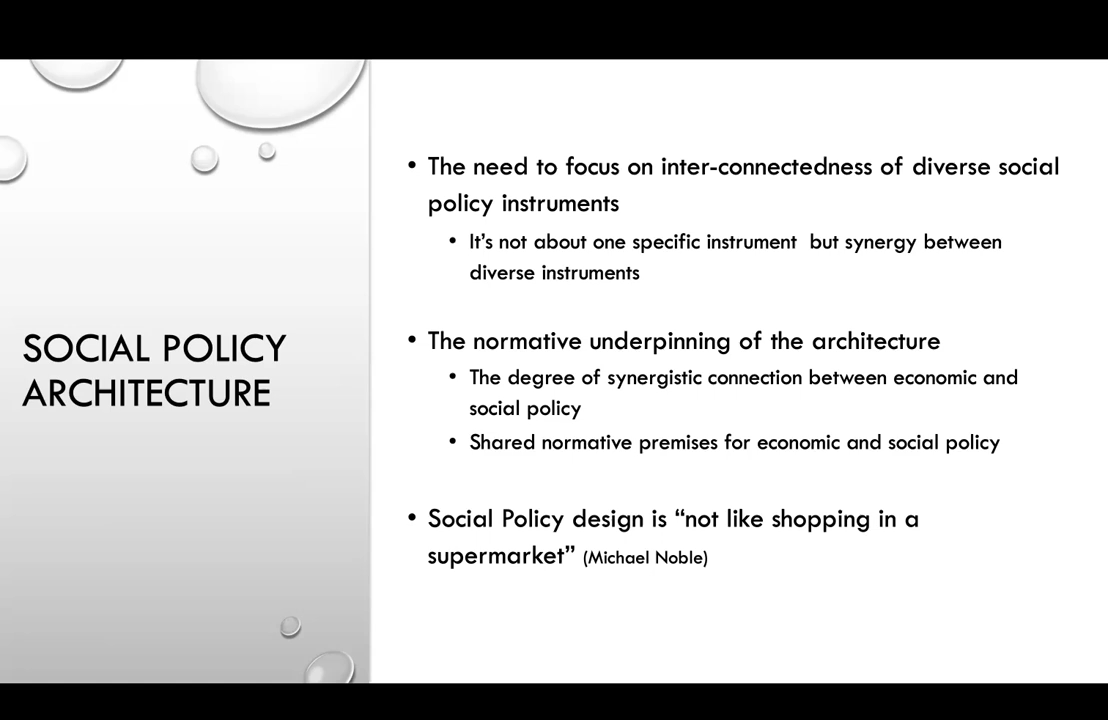 SOCIAL POLICY
ARCHITECTURE
• The need to focus on inter-connectedness of diverse social
policy instruments
• It’s not about one specific instrument  but synergy between
diverse instruments
• The normative underpinning of the architecture
• The degree of synergistic connection between economic and
social policy
• Shared normative premises for economic and social policy
• Social Policy design is “not like shopping in a
supermarket” (Michael Noble)